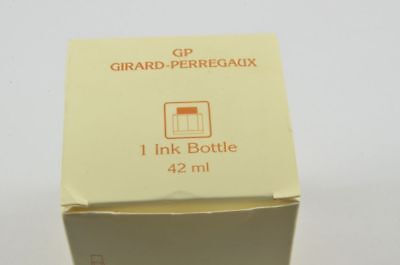 GP
GIRARD-PERREGAUX
1 Ink Bottle
42 ml